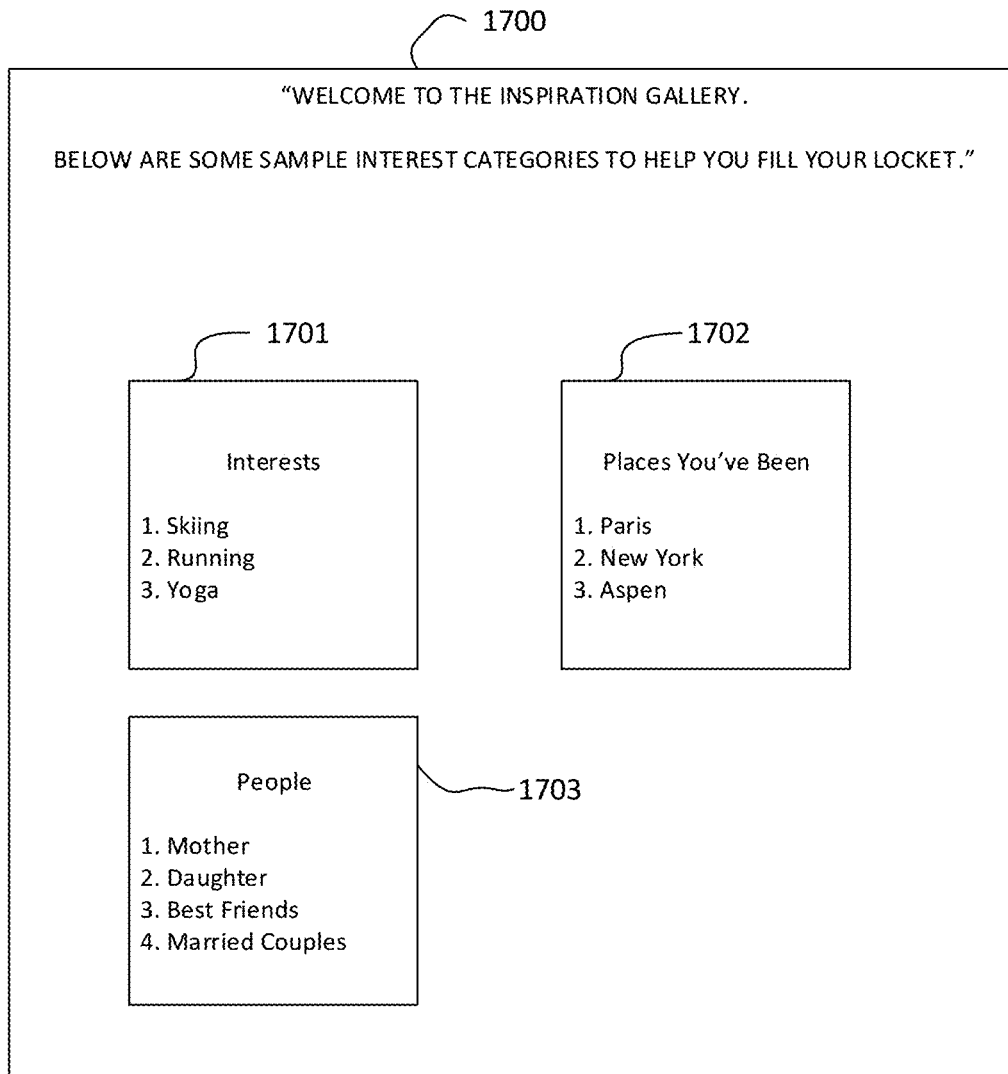 1700
“WELCOME TO THE INSPIRATION GALLERY.
BELOW ARE SOME SAMPLE INTEREST CATEGORIES TO HELP YOU FILL YOUR LOCKET.”
1701
Interests
1. Skiing
2. Running
3. Yoga
1702
Places You’ve Been
1. Paris
2. New York
3. Aspen
People
1703
1. Mother
2. Daughter
3. Best Friends
4. Married Couples